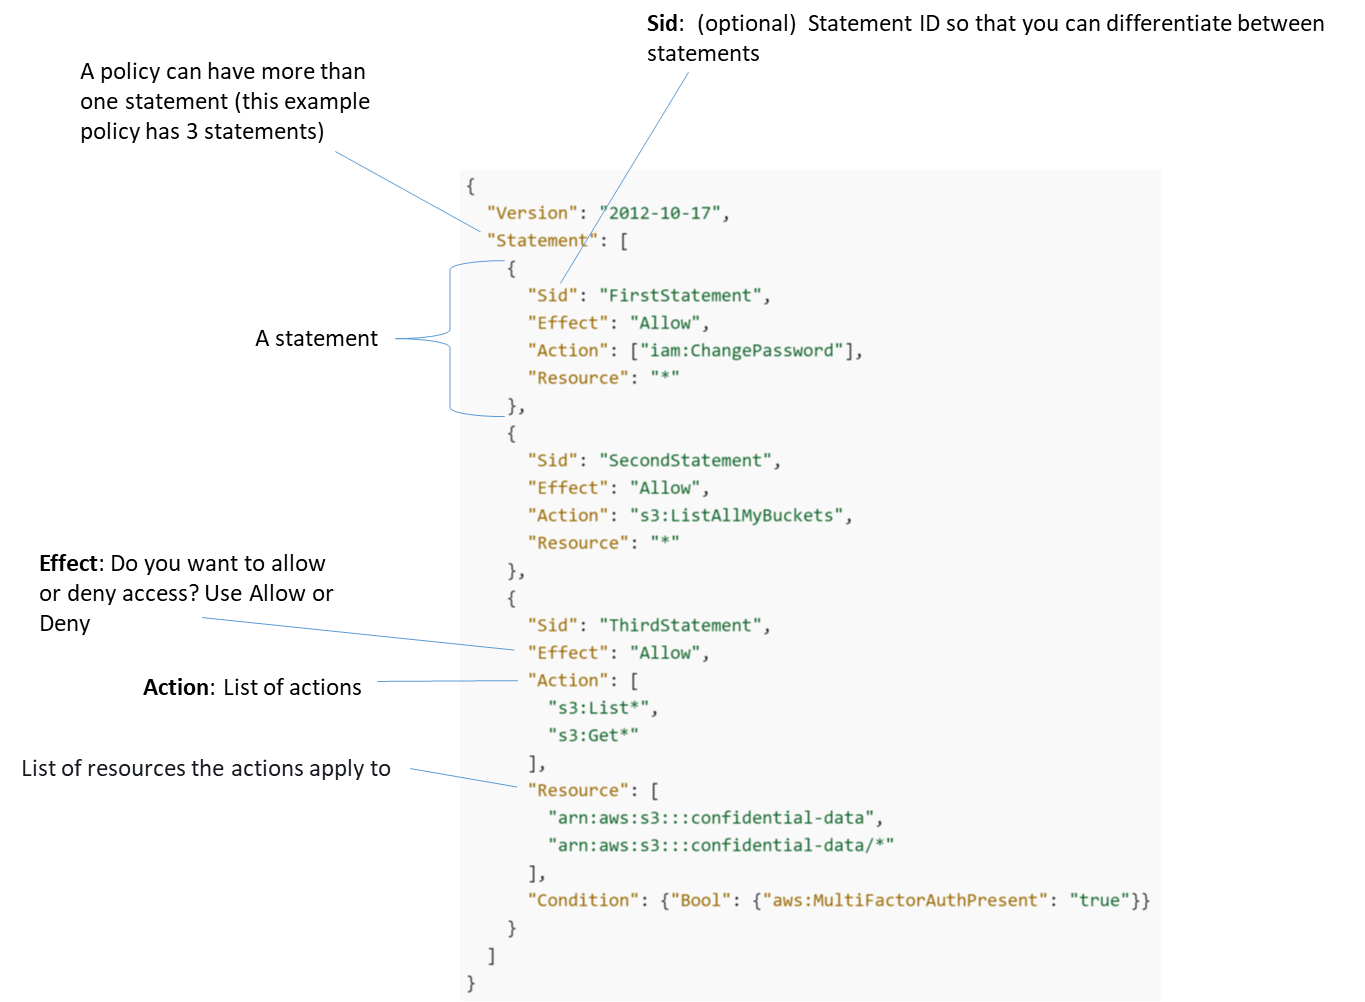 Sid: (optional) Statement ID so that you can differentiate between
statements
A policy can have more than
one statement (this example
policy has 3 statements)
{
"Version": "2012-10-17",
"Statement": [
{
"Sid": "FirstStatement",
"Effect": "Allow",
"Action": ["iam:ChangePassword"],
"Resource": "*"
},
A statement
{
"Sid": "SecondStatement",
"Effect": "Allow",
"Action": "s3:ListAllMyBuckets",
"Resource": "*"
},
Effect: Do you want to allow
or deny access? Use Allow or
Deny
{
"Sid": "ThirdStatement",
"Effect": "Allow",
Action: List of actions
"Action": [
"s3:List*",
"s3:Get*"
],
List of resources the actions apply to
"Resource": [
"arn:aws:s3:::confidential-data",
"arn:aws:s3:::confidential-data/*"
],
"Condition": {"Bool": {"aws:MultiFactorAuthPresent": "true"}}
}
]
}